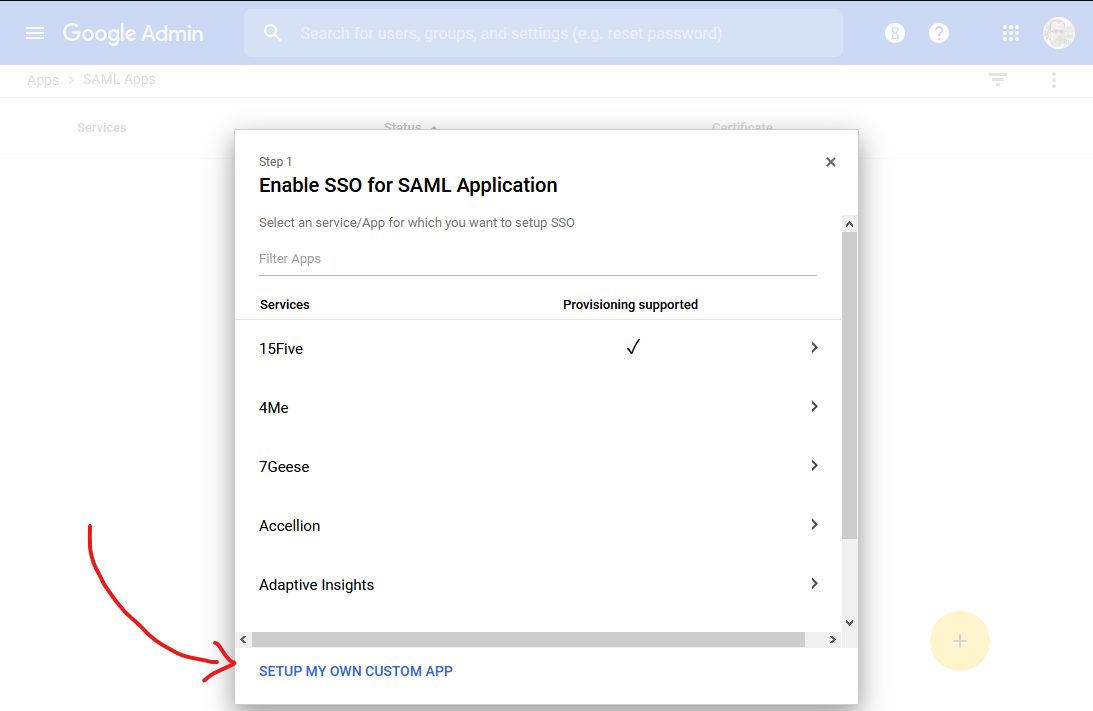 Google Admin
Search for users, groups, and settings (e.g. reset password)
8
?
Apps > SAML Apps
Services Status Certificate
Step 1
Enable SSO for SAML Application
Select an service/App for which you want to setup SSO
Filter Apps
Services Provisioning supported
15Five
4Me
7Geese
Accellion
Adaptive Insights
SETUP MY OWN CUSTOM APP